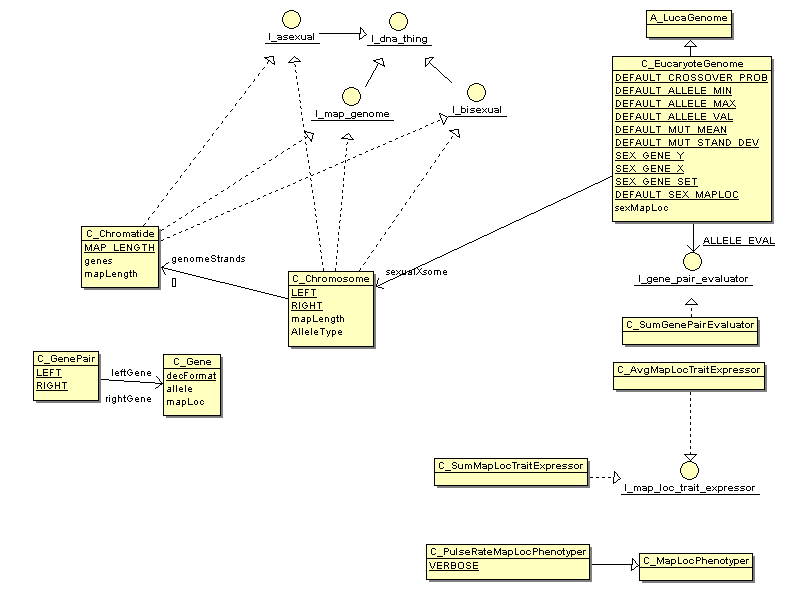 I_asexual
I_dna_thing
A_LucaGenome
C_EucaryoteGenome
DEFAULT_CROSSOVER_PROB
DEFAULT_ALLELE_MIN
DEFAULT_ALLELE_MAX
DEFAULT_ALLELE_VAL
DEFAULT_MUT_MEAN
DEFAULT_MUT_STAND_DEV
SEX_GENE_Y
SEX_GENE_X
SEX_GENE_SET
DEFAULT_SEX_MAPLOC
sexMapLoc
I_map_genome
I_bisexual
C_Chromatide
MAP_LENGTH
genes
mapLength
genomeStrands
[]
C_Chromosome
LEFT
RIGHT
mapLength
AlleleType
sexualXsome
ALLELE_EVAL
I_gene_pair_evaluator
C_SumGenePairEvaluator
C_GenePair
LEFT
RIGHT
leftGene
rightGene
C_Gene
decFormat
allele
mapLoc
C_AvgMapLocTraitExpressor
C_SumMapLocTraitExpressor
I_map_loc_trait_expressor
C_PulseRateMapLocPhenotyper
VERBOSE
C_MapLocPhenotyper